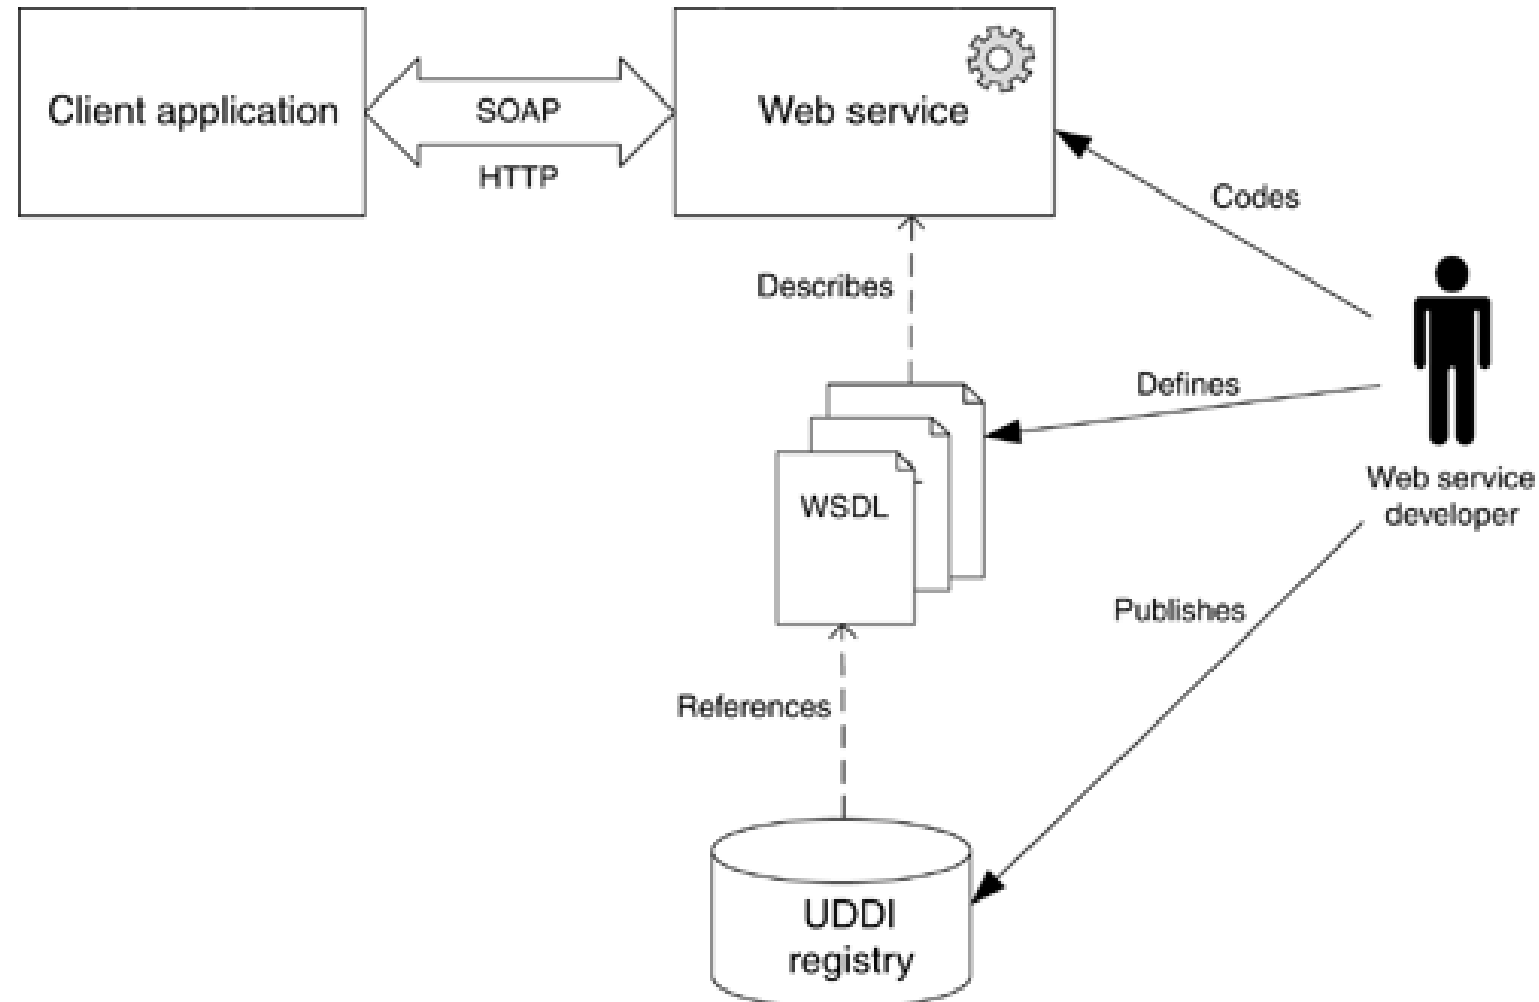 Client application
SOAP
HTTP
Web service
Codes
Describes
Defines
WSDL
Web service
developer
Publishes
References
UDDI
registry